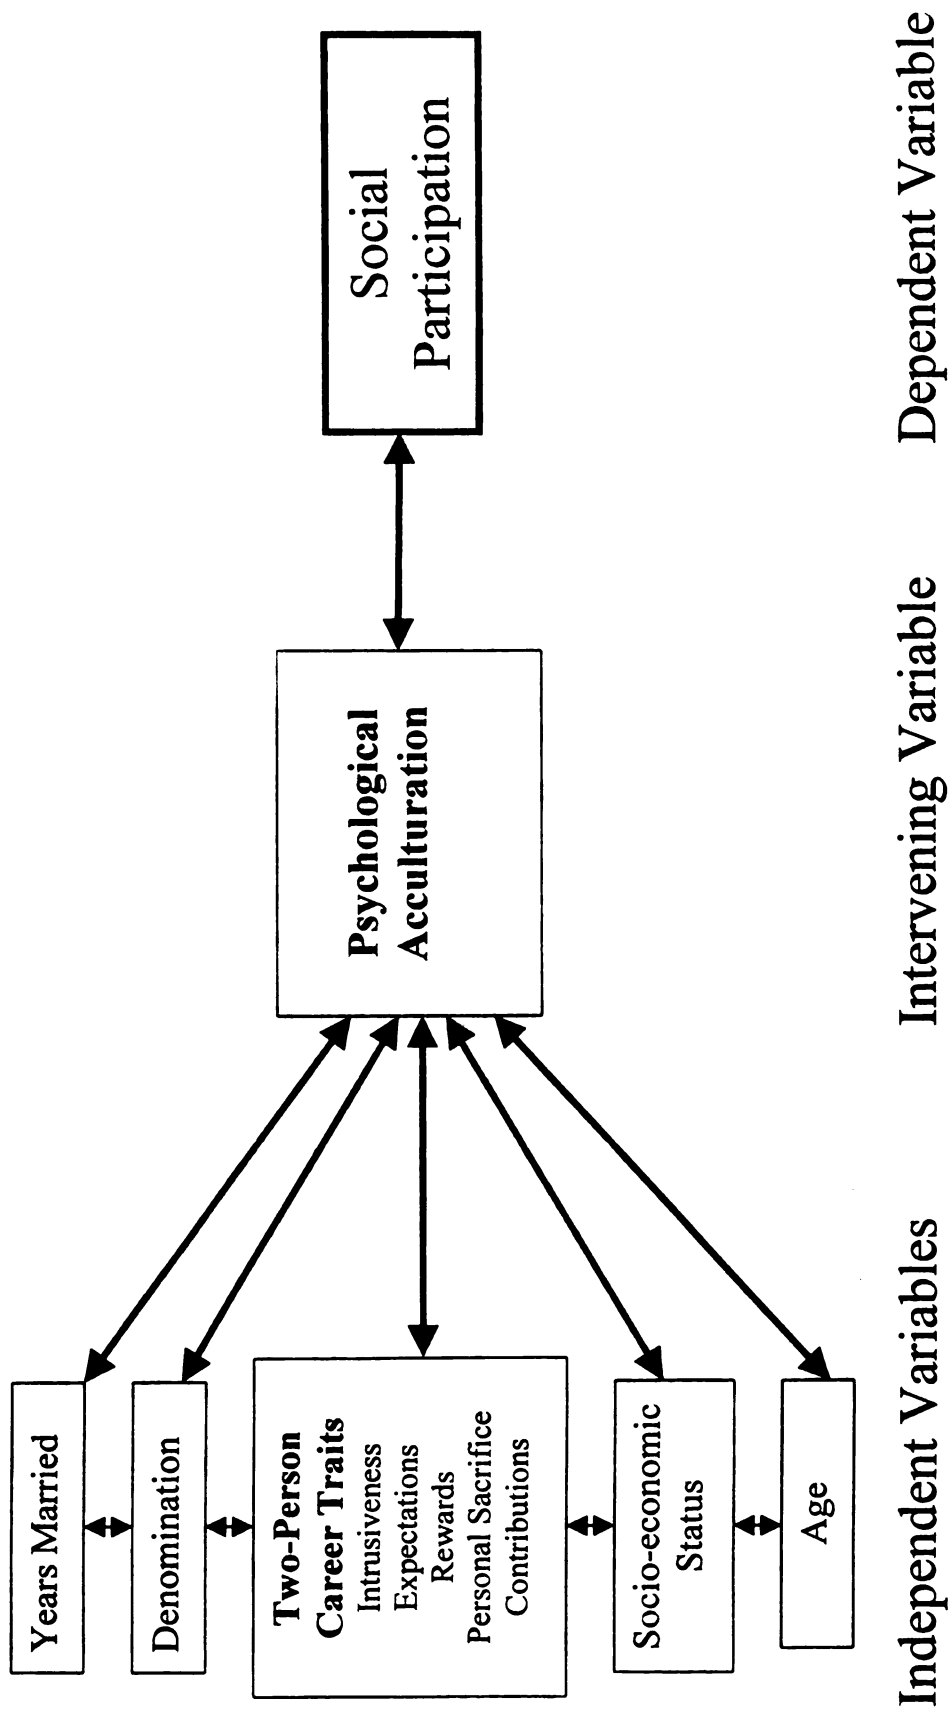 Years Married
Denomination
Two-Person
Career Traits
Intrusiveness
Expectations
Rewards
Personal Sacrifice
Contributions
Socio-economic
Status
Age
Psychological
Acculturation
Social
Participation
Independent Variables
Intervening Variable
Dependent Variable